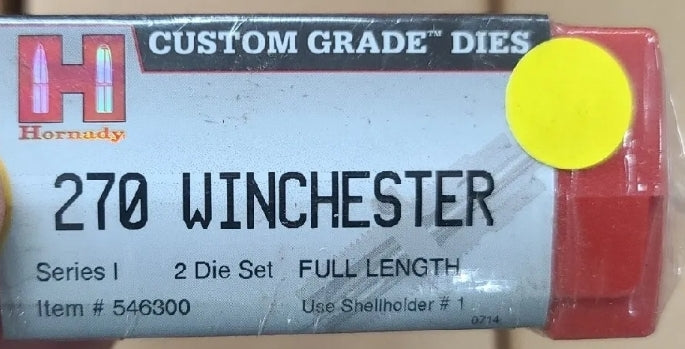 CUSTOM GRADE™ DIES
Hornady
270 WINCHESTER
Series I 2 Die Set FULL LENGTH
Item # 546300 Use Shellholder # 1
0714